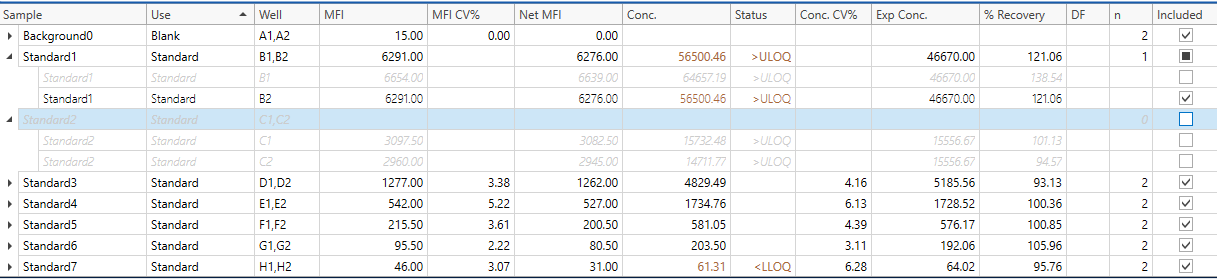 Sample Use Well MFI MFI CV% Net MFI Conc. Status Conc. CV% Exp Conc. % Recovery DF n Included
Background0 Blank A1,A2 15.00 0.00 0.00 2
Standard1 Standard B1,B2 6291.00 6276.00 56500.46 >ULOQ 46670.00 121.06 1
Standard1 Standard B1 6654.00 6639.00 64657.19 >ULOQ 46670.00 138.54
Standard1 Standard B2 6291.00 6276.00 56500.46 >ULOQ 46670.00 121.06
Standard2 Standard C1,C2 0
Standard2 Standard C1 3097.50 3082.50 15732.48 >ULOQ 15556.67 101.13
Standard2 Standard C2 2960.00 2945.00 14711.77 >ULOQ 15556.67 94.57
Standard3 Standard D1,D2 1277.00 3.38 1262.00 4829.49 4.16 5185.56 93.13 2
Standard4 Standard E1,E2 542.00 5.22 527.00 1734.76 6.13 1728.52 100.36 2
Standard5 Standard F1,F2 215.50 3.61 200.50 581.05 4.39 576.17 100.85 2
Standard6 Standard G1,G2 95.50 2.22 80.50 203.50 3.11 192.06 105.96 2
Standard7 Standard H1,H2 46.00 3.07 31.00 61.31 <LLOQ 6.28 64.02 95.76 2